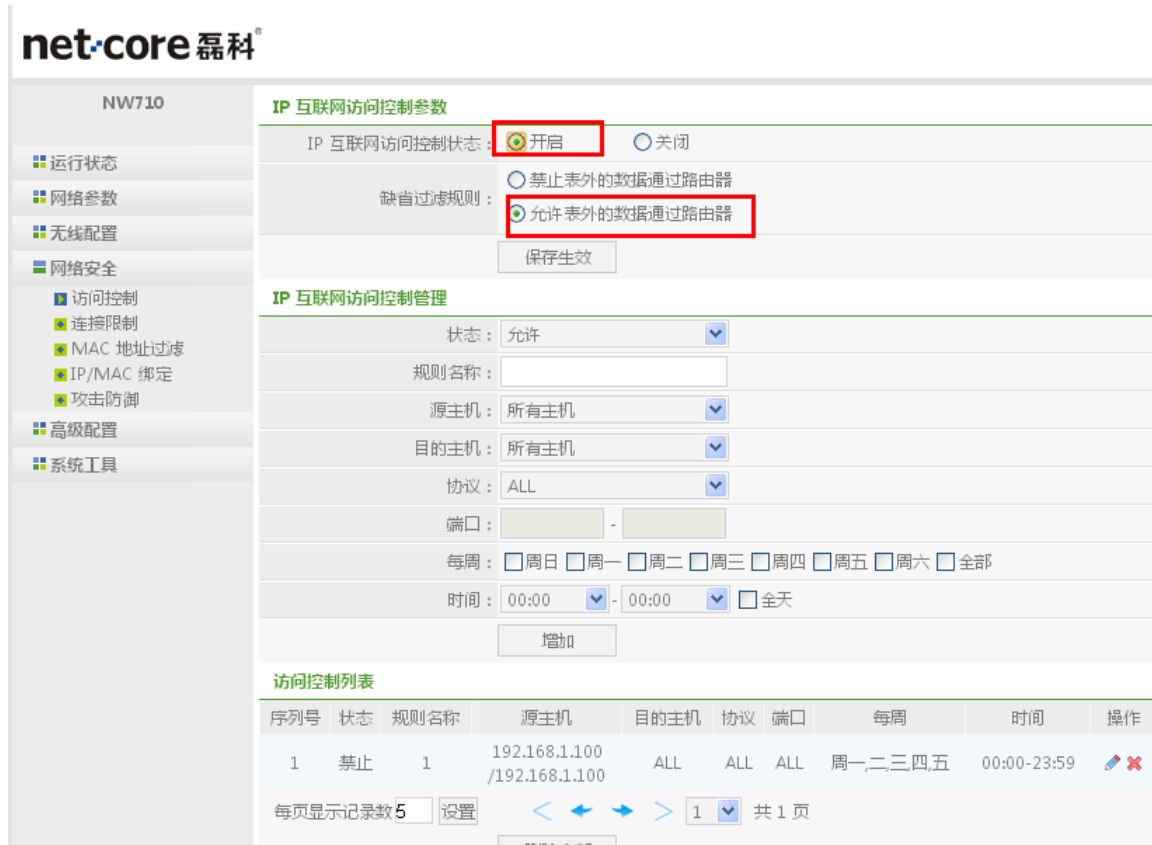 net·core 磊科®
NW710
运行状态
网络参数
无线配置
网络安全
访问控制
连接限制
MAC 地址过滤
IP/MAC 绑定
攻击防御
高级配置
系统工具
IP 互联网访问控制参数
IP 互联网访问控制状态： 开启 关闭
缺省过滤规则： 禁止表外的数据通过路由器
允许表外的数据通过路由器
保存生效
IP 互联网访问控制管理
状态： 允许
规则名称：
源主机： 所有主机
目的主机： 所有主机
协议： ALL
端口： -
每周： 周日 周一 周二 周三 周四 周五 周六 全部
时间： 00:00 - 00:00 全天
增加
访问控制列表
序列号 状态 规则名称 源主机 目的主机 协议 端口 每周 时间 操作
1 禁止 1 192.168.1.100 /192.168.1.100 ALL ALL ALL 周一,二,三,四,五 00:00-23:59
每页显示记录数 5 设置 1 共 1 页